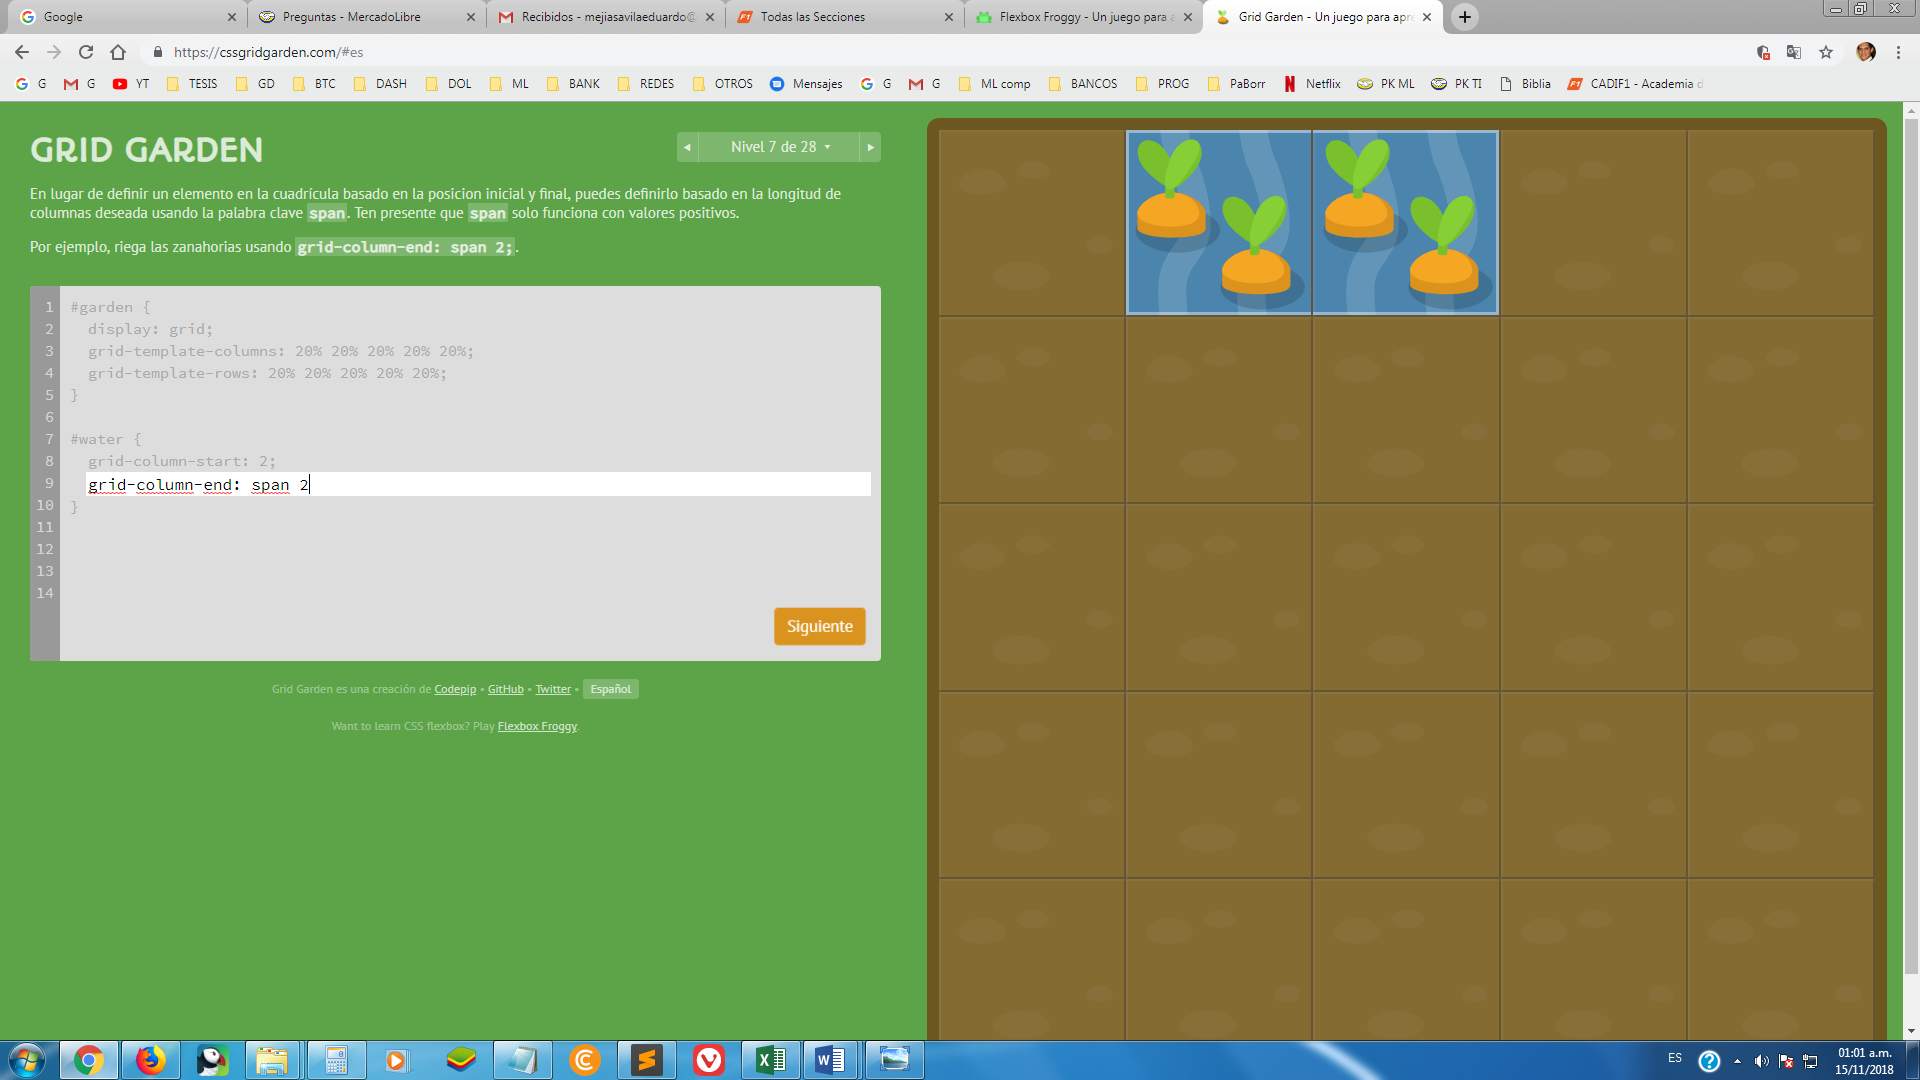 Google
Preguntas - MercadoLibre
Recibidos - mejiasavilaeduardo@
Todas las Secciones
Flexbox Froggy - Un juego para a
Grid Garden - Un juego para apr
https://cssgridgarden.com/#es
G
G
YT
TESIS
GD
BTC
DASH
DOL
ML
BANK
REDES
OTROS
Mensajes
G
G
ML comp
BANCOS
PROG
PaBorr
Netflix
PK ML
PK TI
Biblia
CADIF1 - Academia d
GRID GARDEN
Nivel 7 de 28
En lugar de definir un elemento en la cuadrícula basado en la posicion inicial y final, puedes definirlo basado en la longitud de
columnas deseada usando la palabra clave span. Ten presente que span solo funciona con valores positivos.
Por ejemplo, riega las zanahorias usando grid-column-end: span 2;.
1 #garden {
2 display: grid;
3 grid-template-columns: 20% 20% 20% 20% 20%;
4 grid-template-rows: 20% 20% 20% 20% 20%;
5 }
6
7 #water {
8 grid-column-start: 2;
9 grid-column-end: span 2
10 }
11
12
13
14
Siguiente
Grid Garden es una creación de Codepip • GitHub • Twitter • Español
Want to learn CSS flexbox? Play Flexbox Froggy.
ES
01:01 a.m.
15/11/2018